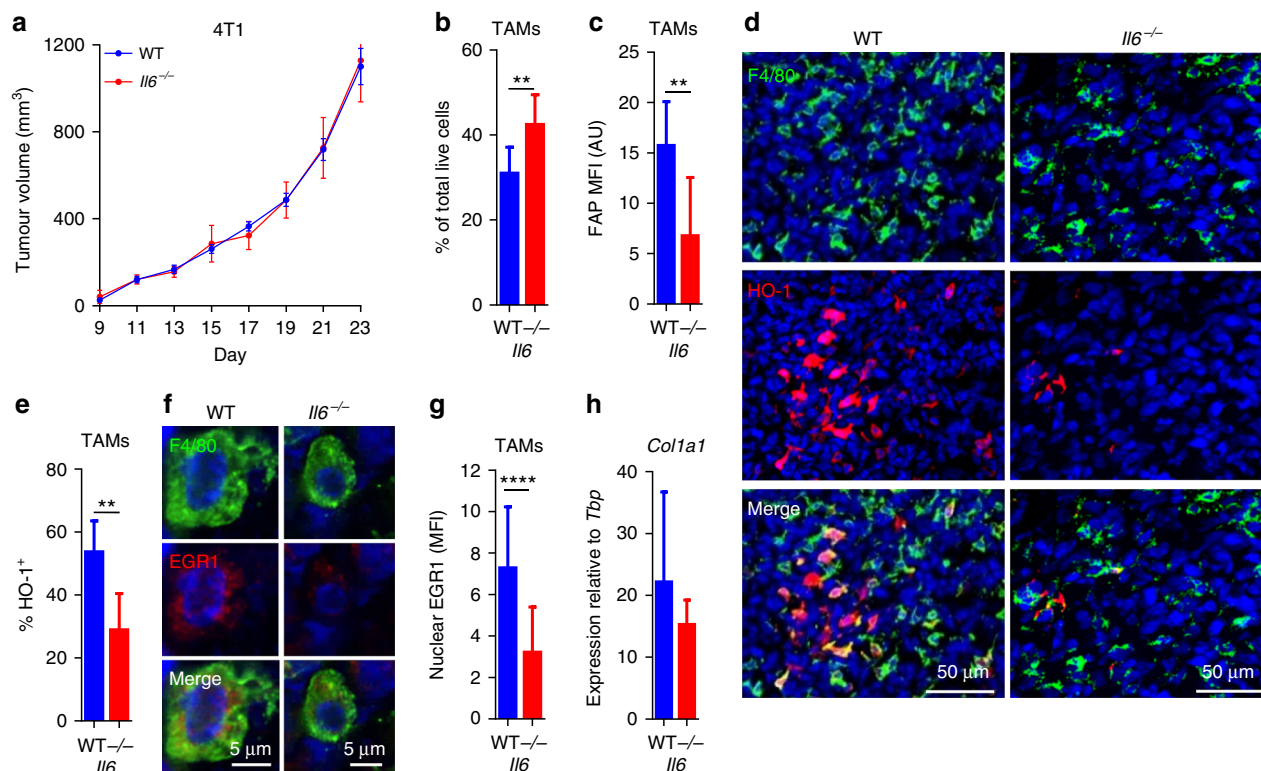 a
4T1
WT
Il6–/–
Tumour volume (mm3)
1200
800
400
0
9 11 13 15 17 19 21 23
Day
b
TAMs
**
% of total live cells
60
40
20
0
WT –/–
Il6
c
TAMs
**
FAP MFI (AU)
25
20
15
10
5
0
WT –/–
Il6
d
WT
Il6–/–
F4/80
HO-1
Merge
50 μm
50 μm
e
TAMs
**
% HO-1+
80
60
40
20
0
WT –/–
Il6
f
WT
Il6–/–
F4/80
EGR1
Merge
5 μm
5 μm
g
TAMs
****
Nuclear EGR1 (MFI)
12
10
8
6
4
2
0
WT –/–
Il6
h
Col1a1
Expression relative to Tbp
40
30
20
10
0
WT –/–
Il6